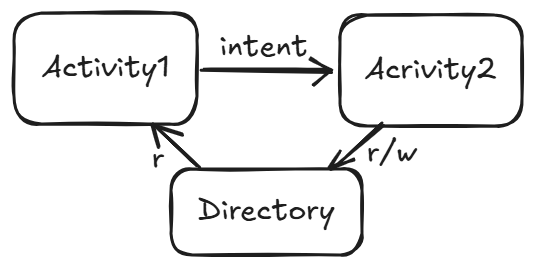 intent
Activity1
Acrivity2
r
r/w
Directory